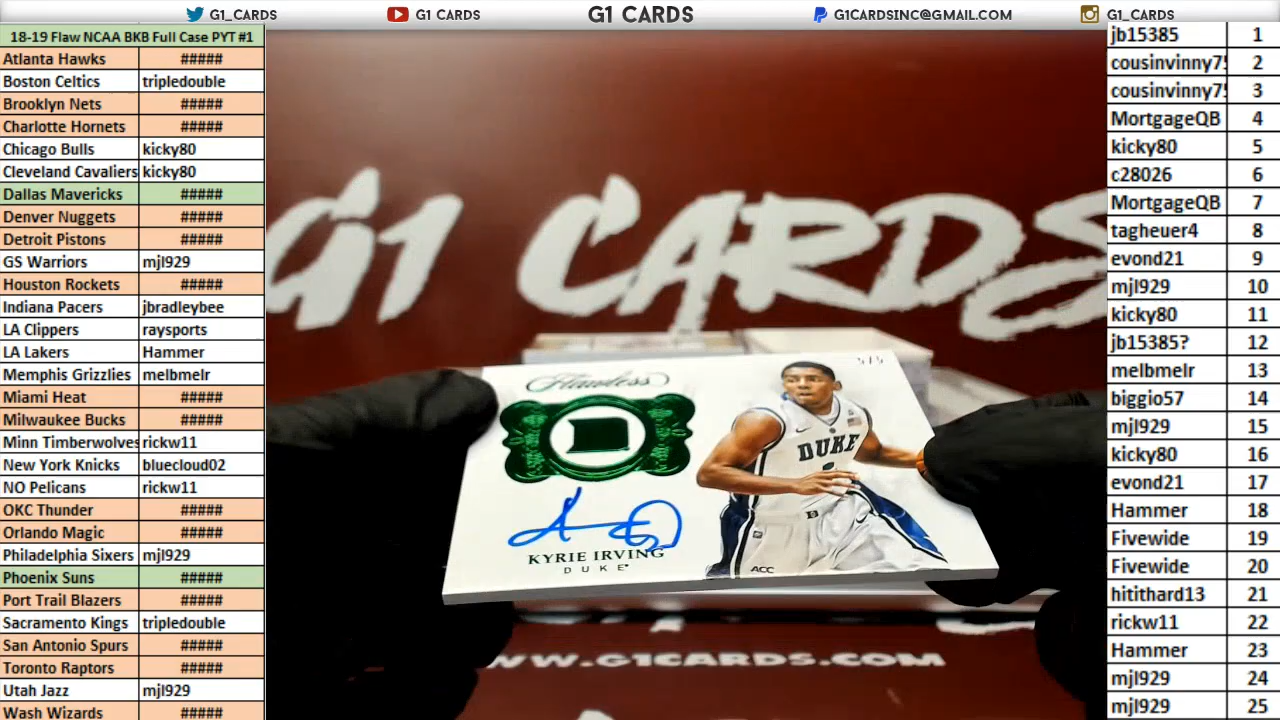 G1_CARDS G1 CARDS G1 CARDS G1CARDSINC@GMAIL.COM G1_CARDS
18-19 Flaw NCAA BKB Full Case PYT #1
Atlanta Hawks #####
Boston Celtics tripledouble
Brooklyn Nets #####
Charlotte Hornets #####
Chicago Bulls kicky80
Cleveland Cavaliers kicky80
Dallas Mavericks #####
Denver Nuggets #####
Detroit Pistons #####
GS Warriors mjl929
Houston Rockets #####
Indiana Pacers jbradleybee
LA Clippers raysports
LA Lakers Hammer
Memphis Grizzlies melbmelr
Miami Heat #####
Milwaukee Bucks #####
Minn Timberwolves rickw11
New York Knicks bluecloud02
NO Pelicans rickw11
OKC Thunder #####
Orlando Magic #####
Philadelphia Sixers mjl929
Phoenix Suns #####
Port Trail Blazers #####
Sacramento Kings tripledouble
San Antonio Spurs #####
Toronto Raptors #####
Utah Jazz mjl929
Wash Wizards #####
G1 CARDS
Flawless
DUKE
KYRIE IRVING
DUKE
ACC
WWW.G1CARDS.COM
jb15385 1
cousinvinny75 2
cousinvinny75 3
MortgageQB 4
kicky80 5
c28026 6
MortgageQB 7
tagheuer4 8
evond21 9
mjl929 10
kicky80 11
jb15385? 12
melbmelr 13
biggio57 14
mjl929 15
kicky80 16
evond21 17
Hammer 18
Fivewide 19
Fivewide 20
hitithard13 21
rickw11 22
Hammer 23
mjl929 24
mjl929 25